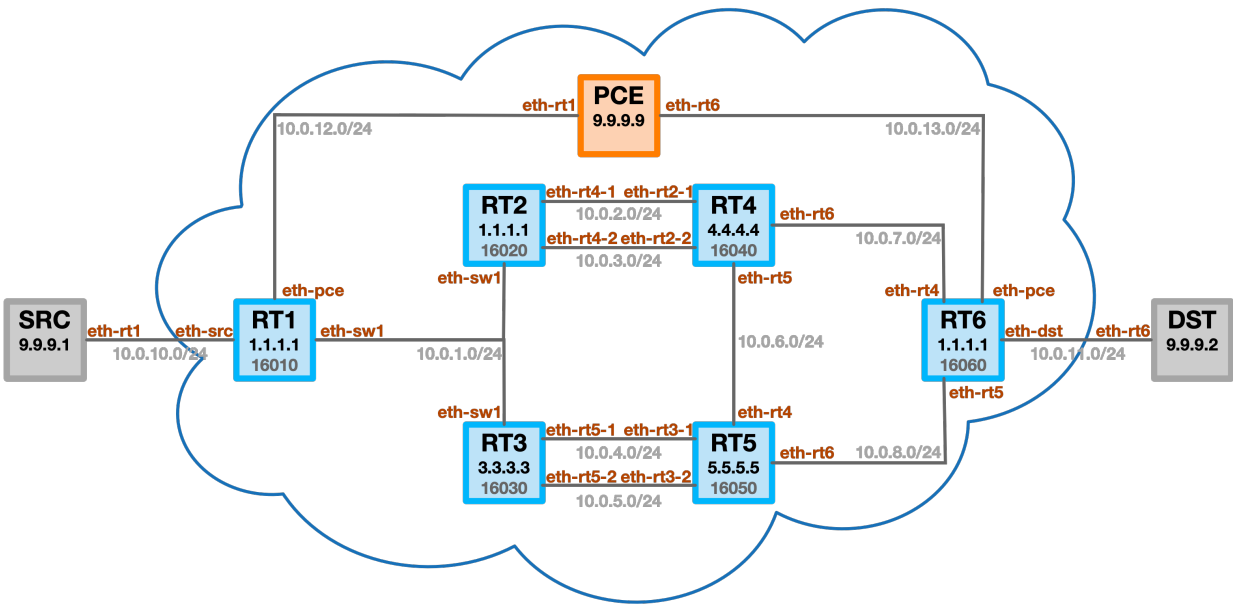 PCE
9.9.9.9
eth-rt1
eth-rt6
10.0.12.0/24
10.0.13.0/24
RT2
1.1.1.1
16020
eth-rt4-1
eth-rt2-1
10.0.2.0/24
eth-rt4-2
eth-rt2-2
10.0.3.0/24
RT4
4.4.4.4
16040
eth-rt6
10.0.7.0/24
eth-sw1
eth-rt5
eth-pce
eth-rt4
eth-pce
SRC
9.9.9.1
eth-rt1
eth-src
10.0.10.0/24
RT1
1.1.1.1
16010
eth-sw1
10.0.1.0/24
10.0.6.0/24
RT6
1.1.1.1
16060
eth-dst
eth-rt6
10.0.11.0/24
DST
9.9.9.2
eth-rt5
eth-sw1
eth-rt4
RT3
3.3.3.3
16030
eth-rt5-1
eth-rt3-1
10.0.4.0/24
eth-rt5-2
eth-rt3-2
10.0.5.0/24
RT5
5.5.5.5
16050
eth-rt6
10.0.8.0/24